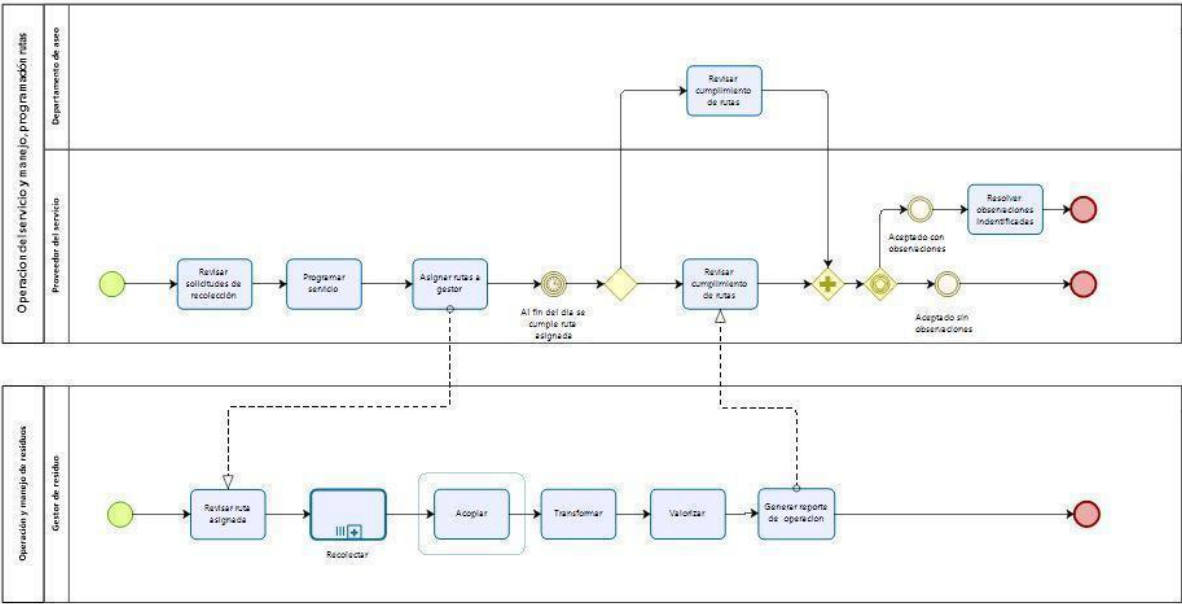 Operacion del servicio y manejo, programación rutas
Departamento de aseo
Revisar
cumplimiento
de rutas
Proveedor del servicio
Revisar
solicitudes de
recolección
Programar
servicio
Asignar rutas a
gestor
Al fin del dia se
cumple ruta
asignada
Revisar
cumplimiento
de rutas
Aceptado con
observaciones
Resolver
observaciones
Indentificadas
Aceptado sin
observaciones
Operación y manejo de residuos
Gestor de residuo
Revisar ruta
asignada
Recolectar
Acopiar
Transformar
Valorizar
Generar reporte
de operacion